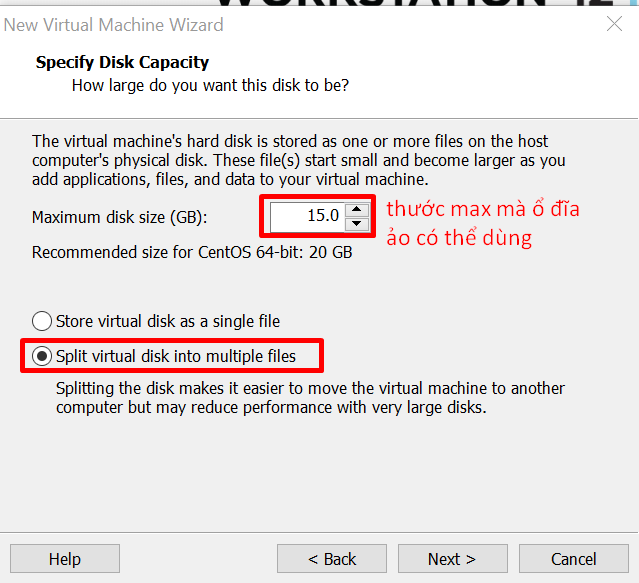 WORKSTATION 12
New Virtual Machine Wizard
Specify Disk Capacity
How large do you want this disk to be?
The virtual machine's hard disk is stored as one or more files on the host
computer's physical disk. These file(s) start small and become larger as you
add applications, files, and data to your virtual machine.
Maximum disk size (GB): 15.0
thước max mà ổ đĩa
ảo có thể dùng
Recommended size for CentOS 64-bit: 20 GB
Store virtual disk as a single file
Split virtual disk into multiple files
Splitting the disk makes it easier to move the virtual machine to another
computer but may reduce performance with very large disks.
Help
< Back
Next >
Cancel